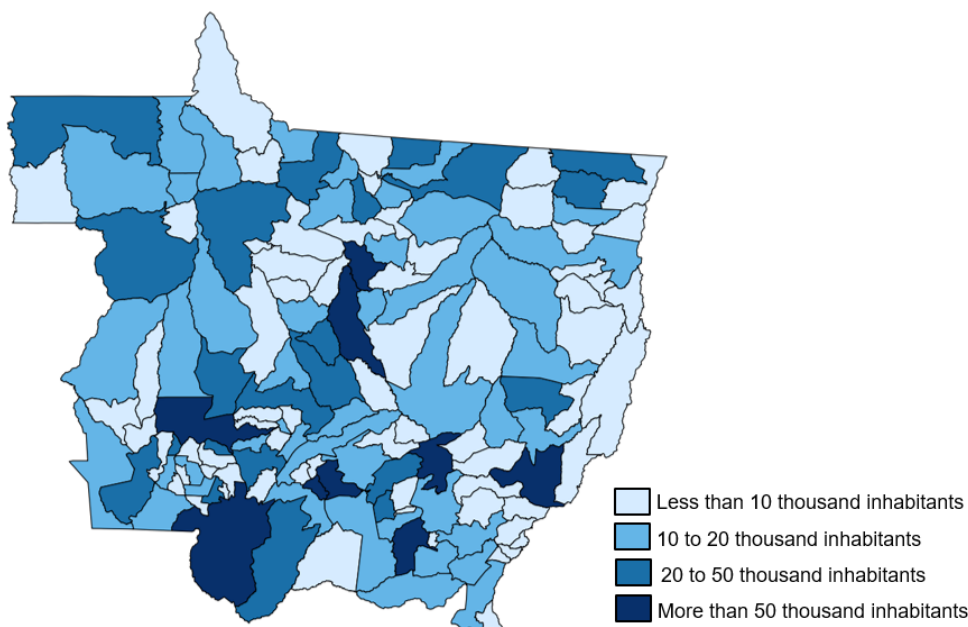 Less than 10 thousand inhabitants
10 to 20 thousand inhabitants
20 to 50 thousand inhabitants
More than 50 thousand inhabitants